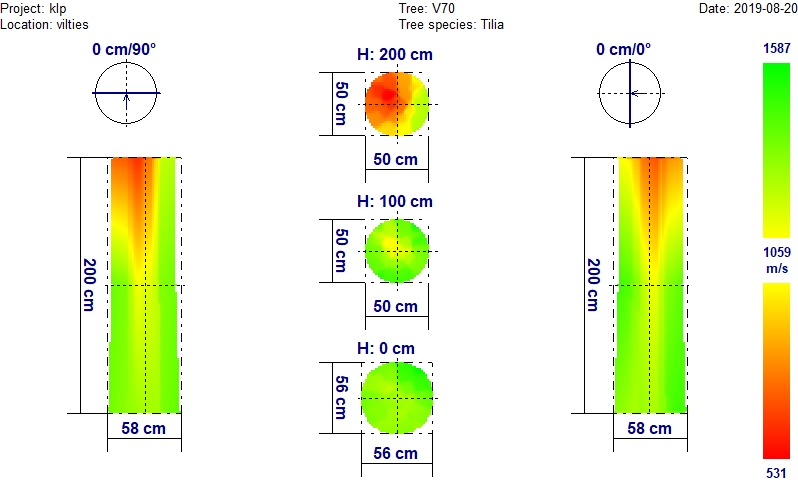 Project: klp Tree: V70 Date: 2019-08-20
Location: vilties Tree species: Tilia
0 cm/90° H: 200 cm 0 cm/0° 1587
50 cm
50 cm
H: 100 cm
50 cm
50 cm
200 cm
200 cm
1059
m/s
H: 0 cm
56 cm
56 cm
58 cm
58 cm
531